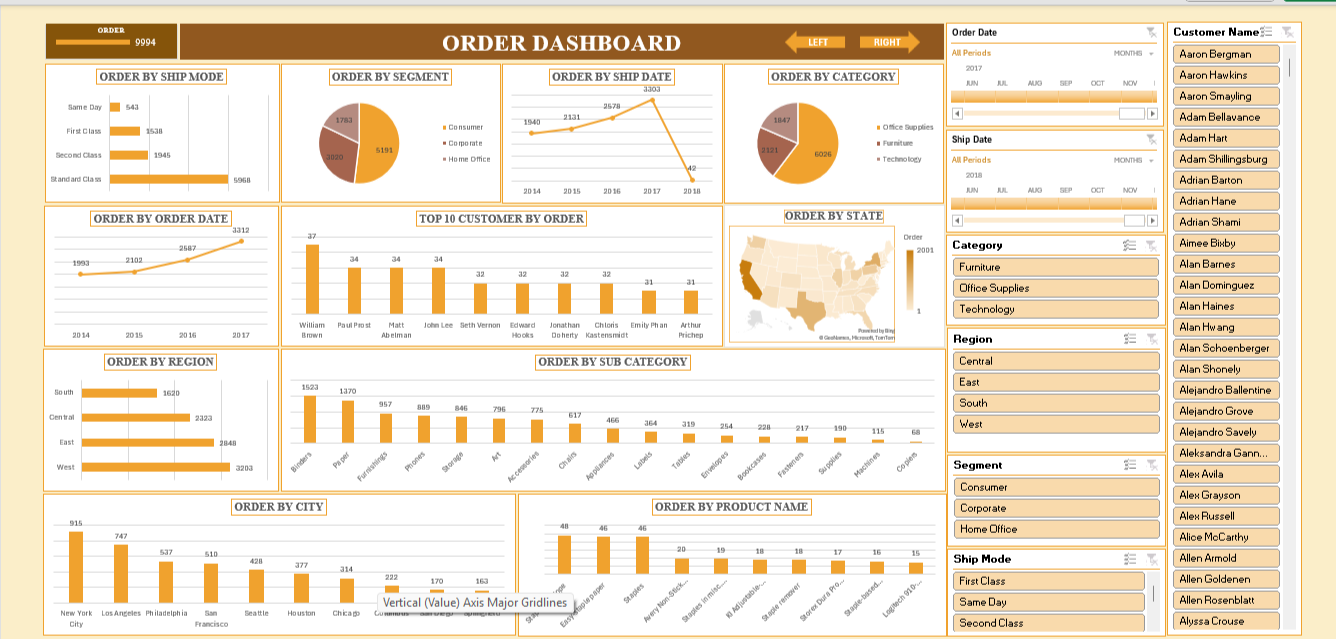 ORDER
9994
ORDER DASHBOARD
LEFT
RIGHT
ORDER BY SHIP MODE
Same Day 543
First Class 1538
Second Class 1945
Standard Class 5968
ORDER BY SEGMENT
1783
3020
5191
Consumer
Corporate
Home Office
ORDER BY SHIP DATE
1940 2131 2578 3303 42
2014 2015 2016 2017 2018
ORDER BY CATEGORY
1847
2121
6026
Office Supplies
Furniture
Technology
ORDER BY ORDER DATE
1993 2102 2587 3312
2014 2015 2016 2017
TOP 10 CUSTOMER BY ORDER
37 34 34 34 32 32 32 32 31 31
William Brown Paul Prost Matt Abelman John Lee Seth Vernon Edward Hooks Jonathan Doherty Chloris Kastensmidt Emily Phan Arthur Prichep
ORDER BY STATE
Order
2001
1
Powered by Bing
© GeoNames, Microsoft, TomTom
ORDER BY REGION
South 1620
Central 2323
East 2848
West 3203
ORDER BY SUB CATEGORY
1523 1370 957 889 846 796 775 617 466 364 319 254 228 217 190 115 68
Binders Paper Furnishings Phones Storage Art Accessories Chairs Appliances Labels Tables Envelopes Bookcases Fasteners Supplies Machines Copiers
ORDER BY CITY
915 747 537 510 428 377 314 222 170 163
New York City Los Angeles Philadelphia San Francisco Seattle Houston Chicago
Vertical (Value) Axis Major Gridlines
ORDER BY PRODUCT NAME
48 46 46 20 19 18 18 17 16 15
Staples Avery Non-Stick... Staples in misc.... KI Adjustable-... Staple remover Storex Dura Pro... Staple-based... Logitech 910-...
Order Date
All Periods MONTHS
2017
JUN JUL AUG SEP OCT NOV
Ship Date
All Periods MONTHS
2018
JUN JUL AUG SEP OCT NOV
Category
Furniture
Office Supplies
Technology
Region
Central
East
South
West
Segment
Consumer
Corporate
Home Office
Ship Mode
First Class
Same Day
Second Class
Customer Name
Aaron Bergman
Aaron Hawkins
Aaron Smayling
Adam Bellavance
Adam Hart
Adam Shillingsburg
Adrian Barton
Adrian Hane
Adrian Shami
Aimee Bixby
Alan Barnes
Alan Dominguez
Alan Haines
Alan Hwang
Alan Schoenberger
Alan Shonely
Alejandro Ballentine
Alejandro Grove
Alejandro Savely
Aleksandra Gann...
Alex Avila
Alex Grayson
Alex Russell
Alice McCarthy
Allen Arnold
Allen Goldenen
Allen Rosenblatt
Alyssa Crouse